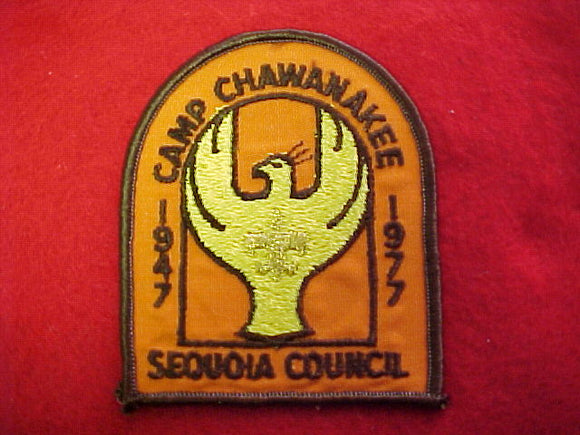 CAMP CHAWANAKEE
1947
1977
SEQUOIA COUNCIL